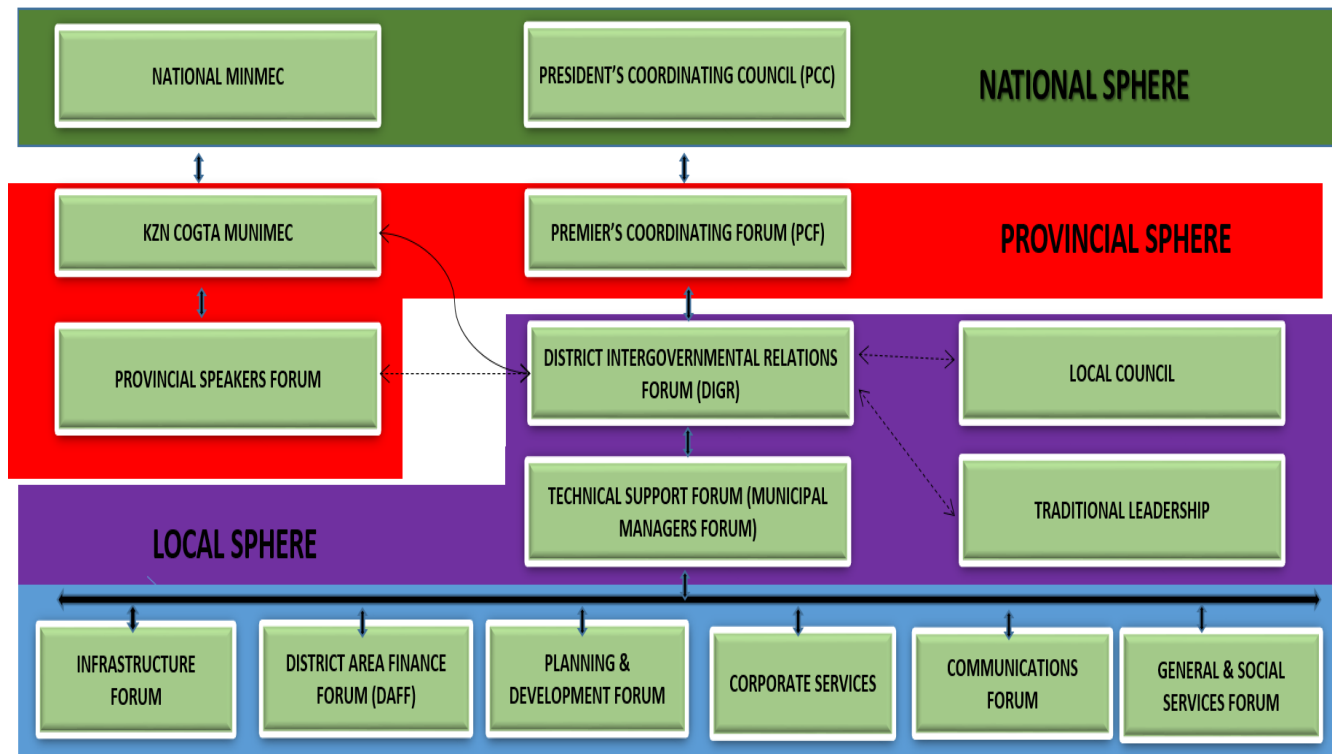 NATIONAL MINMEC
PRESIDENT'S COORDINATING COUNCIL (PCC)
NATIONAL SPHERE
KZN COGTA MUNIMEC
PREMIER'S COORDINATING FORUM (PCF)
PROVINCIAL SPHERE
PROVINCIAL SPEAKERS FORUM
DISTRICT INTERGOVERNMENTAL RELATIONS
FORUM (DIGR)
LOCAL COUNCIL
TECHNICAL SUPPORT FORUM (MUNICIPAL
MANAGERS FORUM)
TRADITIONAL LEADERSHIP
LOCAL SPHERE
INFRASTRUCTURE
FORUM
DISTRICT AREA FINANCE
FORUM (DAFF)
PLANNING &
DEVELOPMENT FORUM
CORPORATE SERVICES
COMMUNICATIONS
FORUM
GENERAL & SOCIAL
SERVICES FORUM